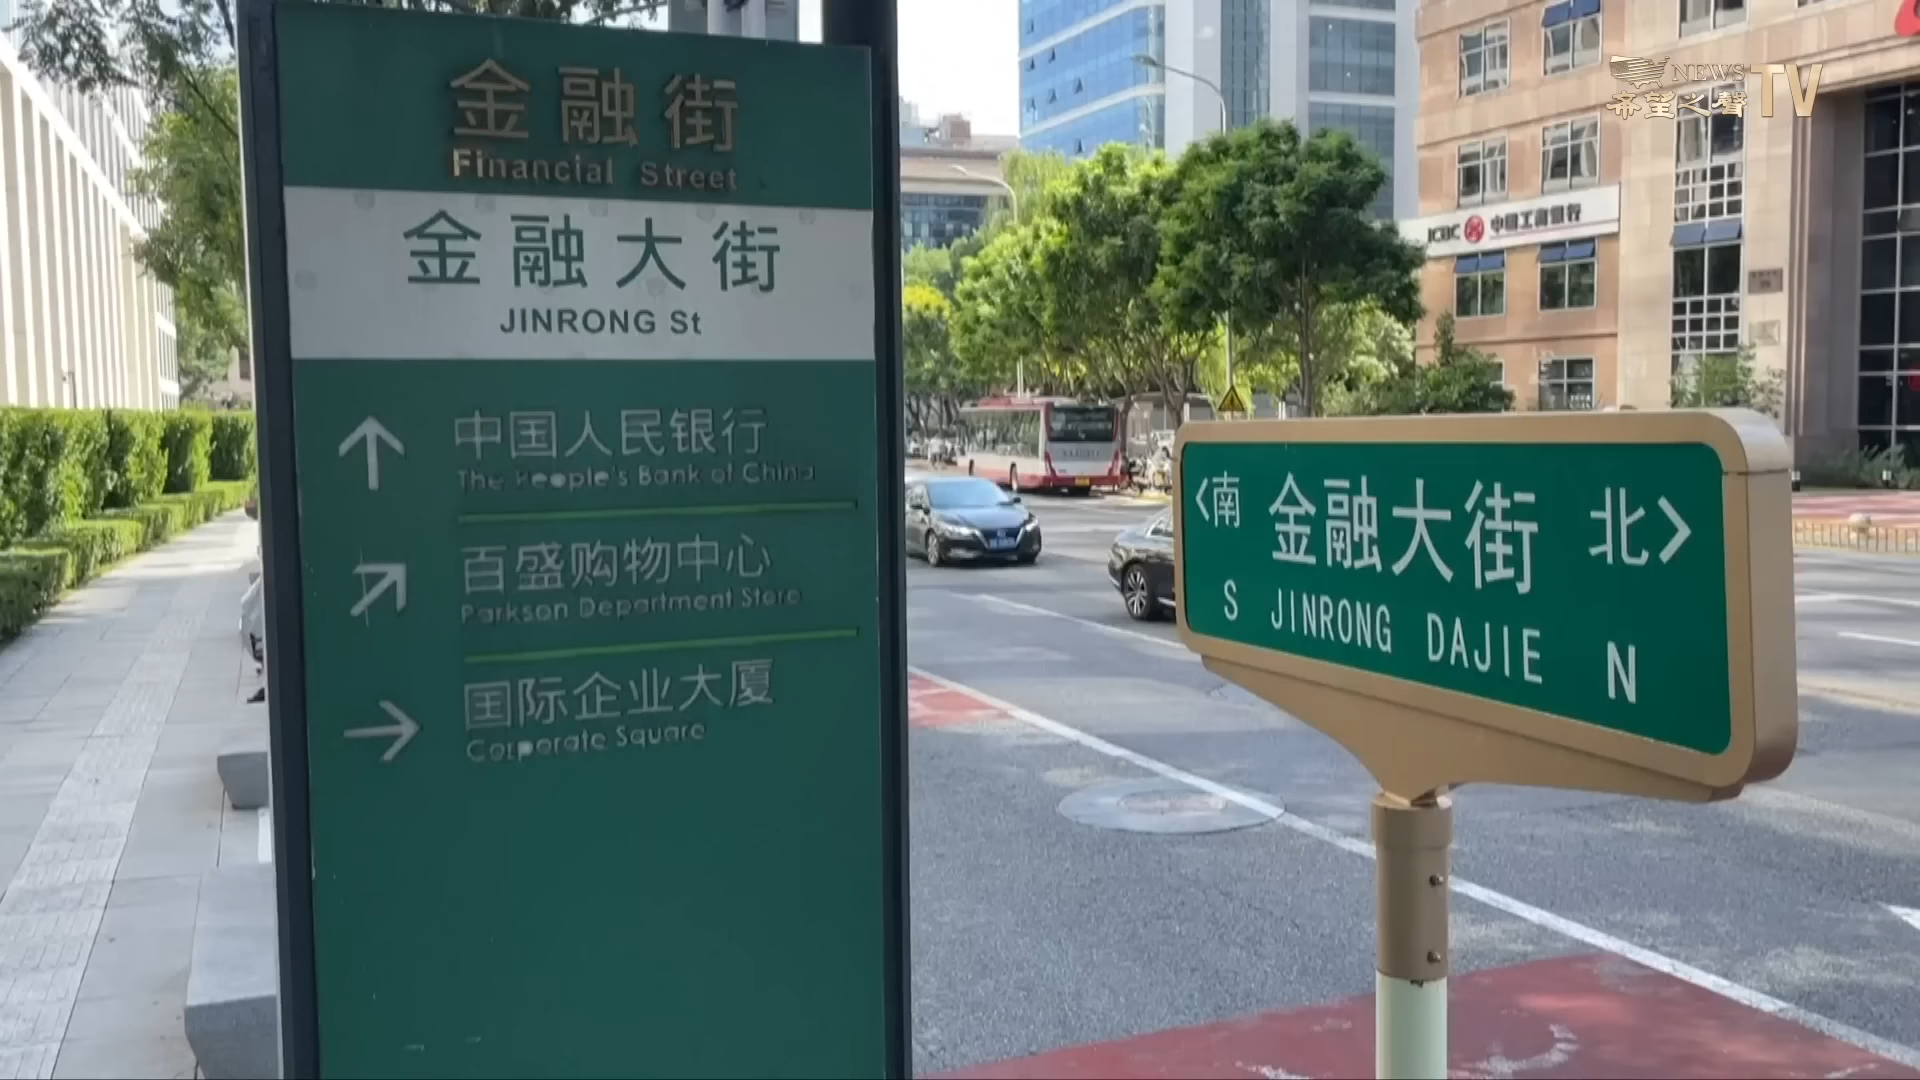 金融街
Financial Street
金融大街
JINRONG St
中国人民银行
The People's Bank of China
百盛购物中心
Parkson Department Store
国际企业大厦
Corporate Square
<南 金融大街 北>
S JINRONG DAJIE N
ICBC 中国工商银行
NEWS
希望之聲TV